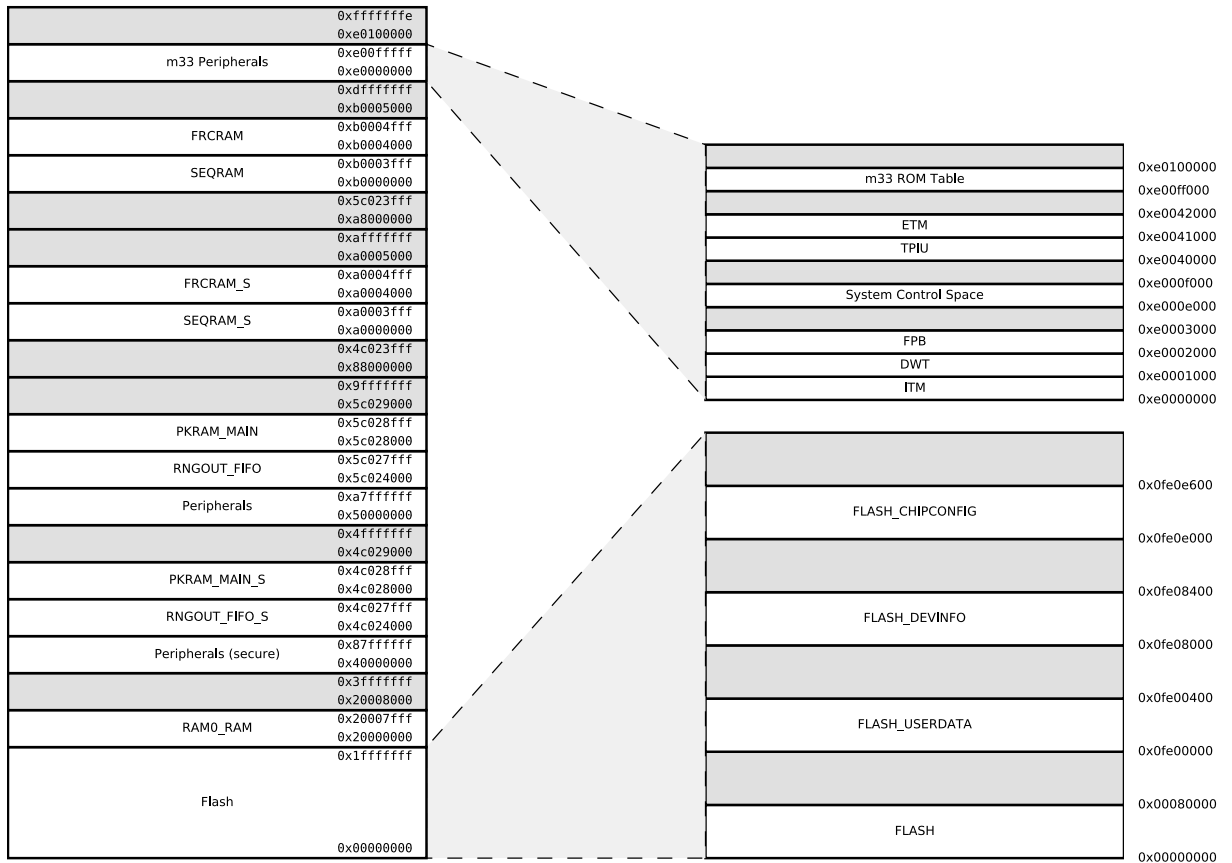 0xfffffffe
0xe0100000
m33 Peripherals
0xe00fffff
0xe0000000
0xdfffffff
0xb0005000
FRCRAM
0xb0004fff
0xb0004000
SEQRAM
0xb0003fff
0xb0000000
0x5c023fff
0xa8000000
0xafffffff
0xa0005000
FRCRAM_S
0xa0004fff
0xa0004000
SEQRAM_S
0xa0003fff
0xa0000000
0x4c023fff
0x88000000
0x9fffffff
0x5c029000
PKRAM_MAIN
0x5c028fff
0x5c028000
RNGOUT_FIFO
0x5c027fff
0x5c024000
Peripherals
0xa7ffffff
0x50000000
0x4fffffff
0x4c029000
PKRAM_MAIN_S
0x4c028fff
0x4c028000
RNGOUT_FIFO_S
0x4c027fff
0x4c024000
Peripherals (secure)
0x87ffffff
0x40000000
0x3fffffff
0x20008000
RAM0_RAM
0x20007fff
0x20000000
0x1fffffff
Flash
0x00000000
0xe0100000
m33 ROM Table
0xe00ff000
0xe0042000
ETM
0xe0041000
TPIU
0xe0040000
0xe000f000
System Control Space
0xe000e000
0xe0003000
FPB
0xe0002000
DWT
0xe0001000
ITM
0xe0000000
0x0fe0e600
FLASH_CHIPCONFIG
0x0fe0e000
0x0fe08400
FLASH_DEVINFO
0x0fe08000
0x0fe00400
FLASH_USERDATA
0x0fe00000
0x00080000
FLASH
0x00000000